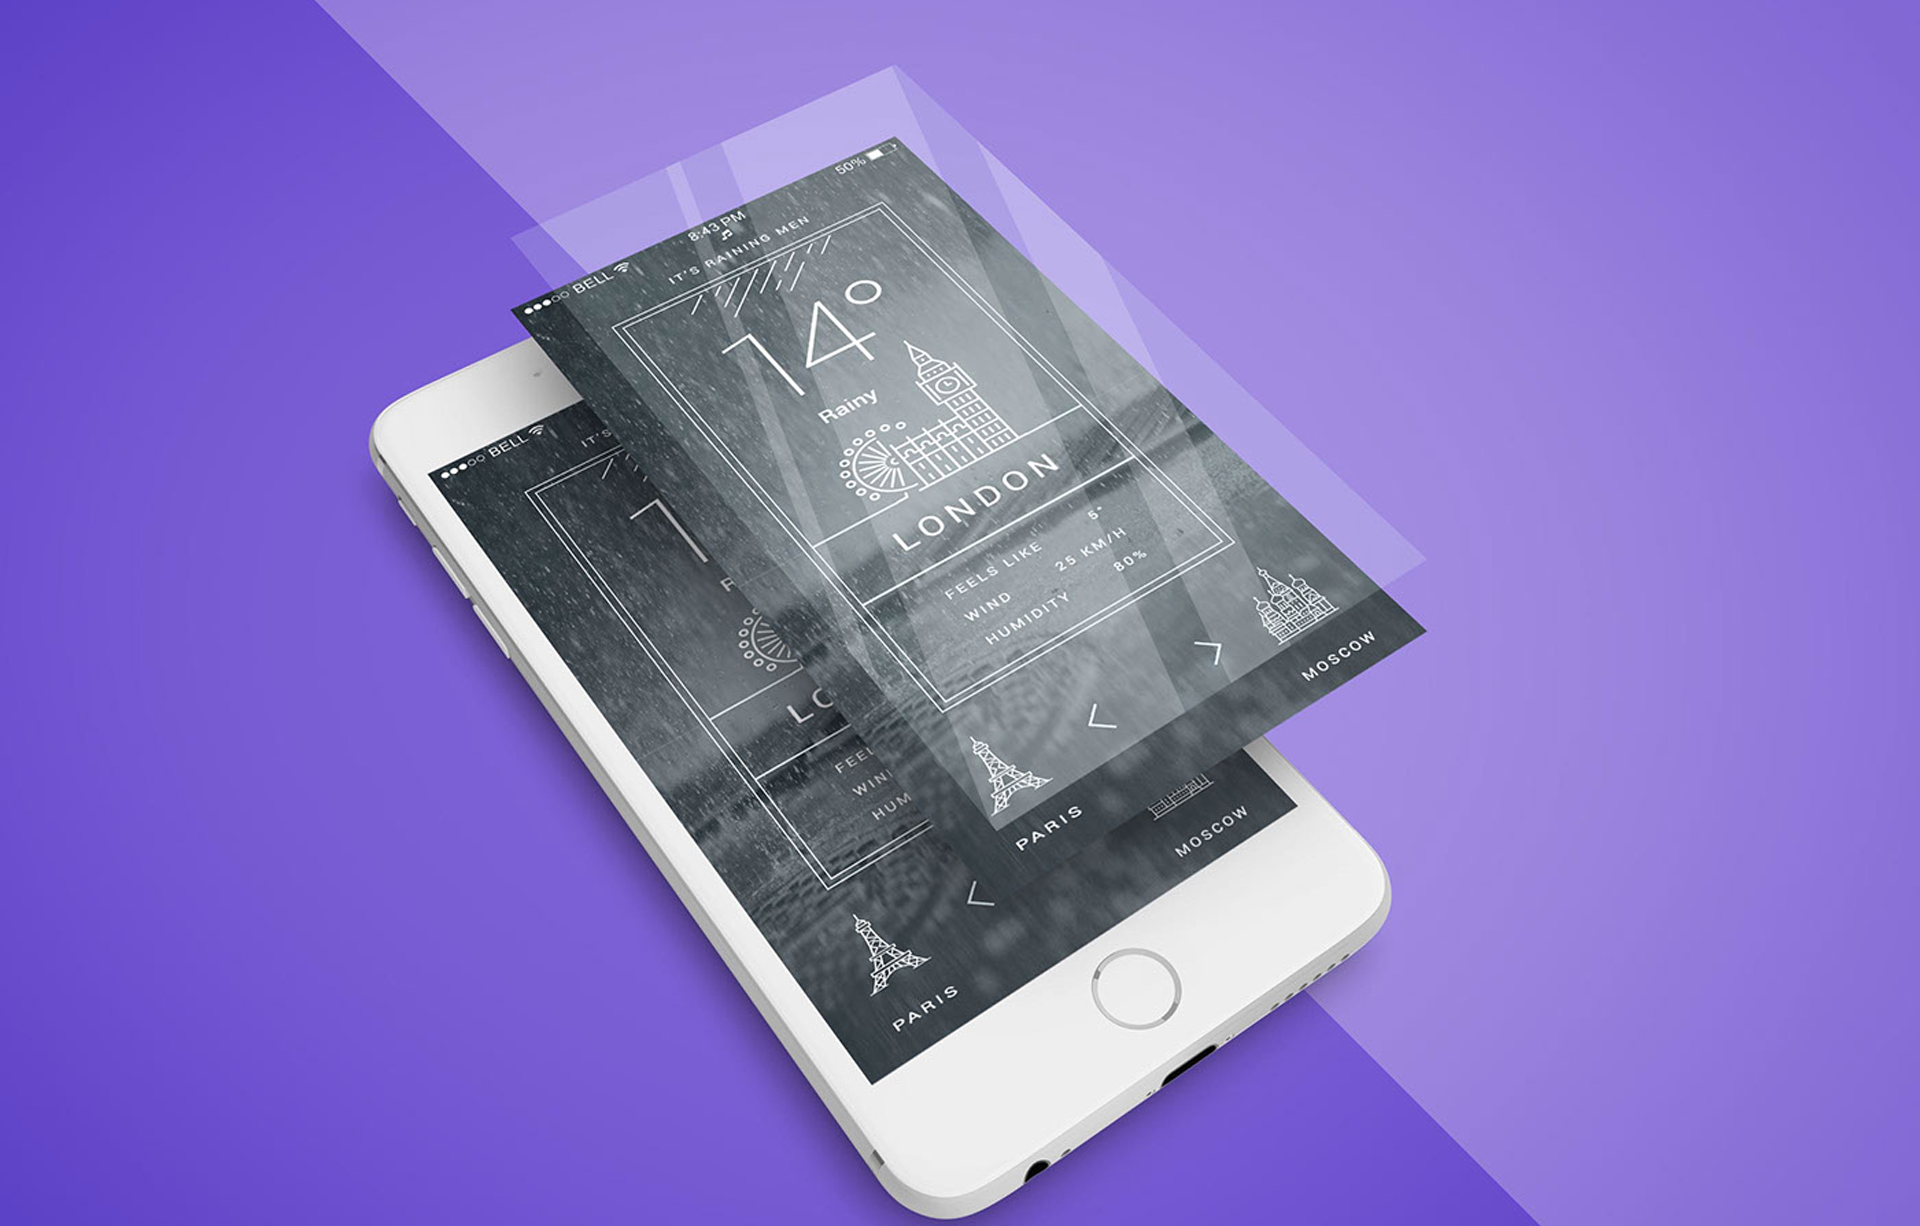 BELL 8:43 PM 50%
IT'S RAINING MEN
14°
Rainy
LONDON
FEELS LIKE 5°
WIND 25 KM/H
HUMIDITY 80%
PARIS MOSCOW
BELL IT'S
1
R
LO
FEEL
WIN
HUM
PARIS MOSCOW